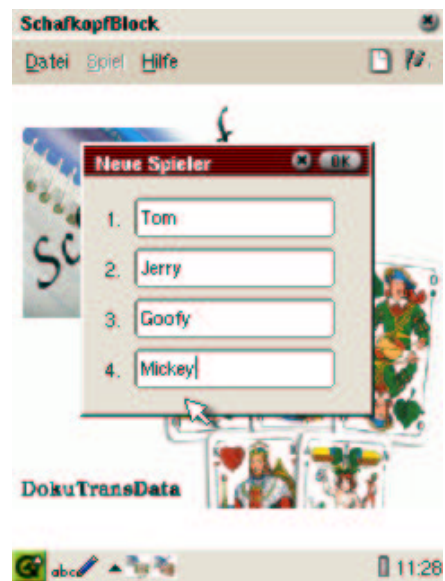 SchafkopfBlock
Datei Spiel Hilfe
Neue Spieler OK
1. Tom
2. Jerry
3. Goofy
4. Mickey
DokuTransData
abc 11:28